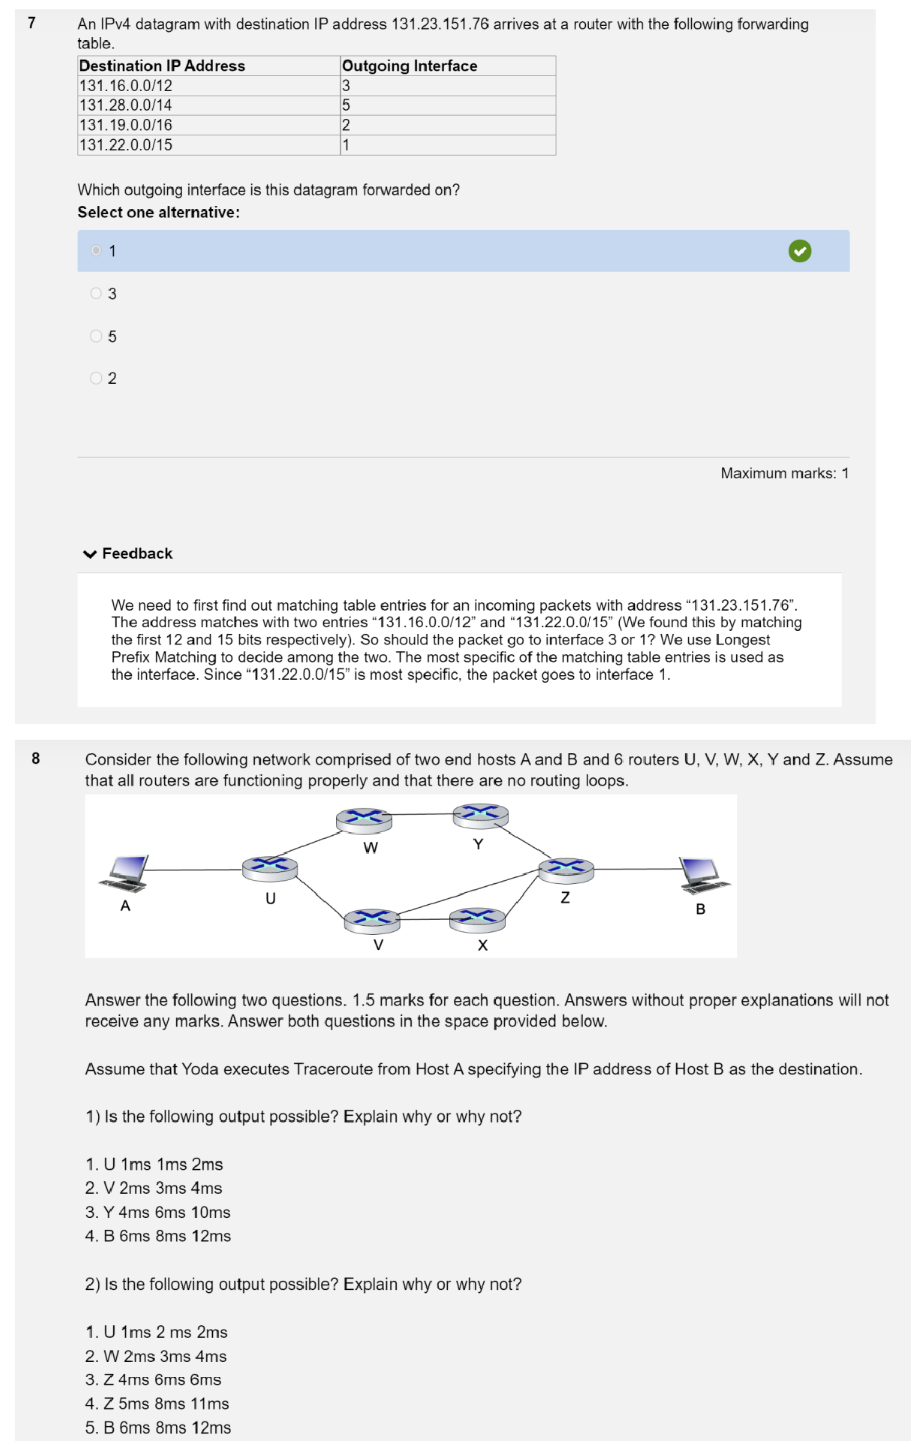 7
An IPv4 datagram with destination IP address 131.23.151.76 arrives at a router with the following forwarding
table.
Destination IP Address Outgoing Interface
131.16.0.0/12 3
131.28.0.0/14 5
131.19.0.0/16 2
131.22.0.0/15 1
Which outgoing interface is this datagram forwarded on?
Select one alternative:
1
3
5
2
Maximum marks: 1
Feedback
We need to first find out matching table entries for an incoming packets with address “131.23.151.76”.
The address matches with two entries “131.16.0.0/12” and “131.22.0.0/15” (We found this by matching
the first 12 and 15 bits respectively). So should the packet go to interface 3 or 1? We use Longest
Prefix Matching to decide among the two. The most specific of the matching table entries is used as
the interface. Since “131.22.0.0/15” is most specific, the packet goes to interface 1.
8
Consider the following network comprised of two end hosts A and B and 6 routers U, V, W, X, Y and Z. Assume
that all routers are functioning properly and that there are no routing loops.
W
Y
A
U
Z
B
V
X
Answer the following two questions. 1.5 marks for each question. Answers without proper explanations will not
receive any marks. Answer both questions in the space provided below.
Assume that Yoda executes Traceroute from Host A specifying the IP address of Host B as the destination.
1) Is the following output possible? Explain why or why not?
1. U 1ms 1ms 2ms
2. V 2ms 3ms 4ms
3. Y 4ms 6ms 10ms
4. B 6ms 8ms 12ms
2) Is the following output possible? Explain why or why not?
1. U 1ms 2 ms 2ms
2. W 2ms 3ms 4ms
3. Z 4ms 6ms 6ms
4. Z 5ms 8ms 11ms
5. B 6ms 8ms 12ms